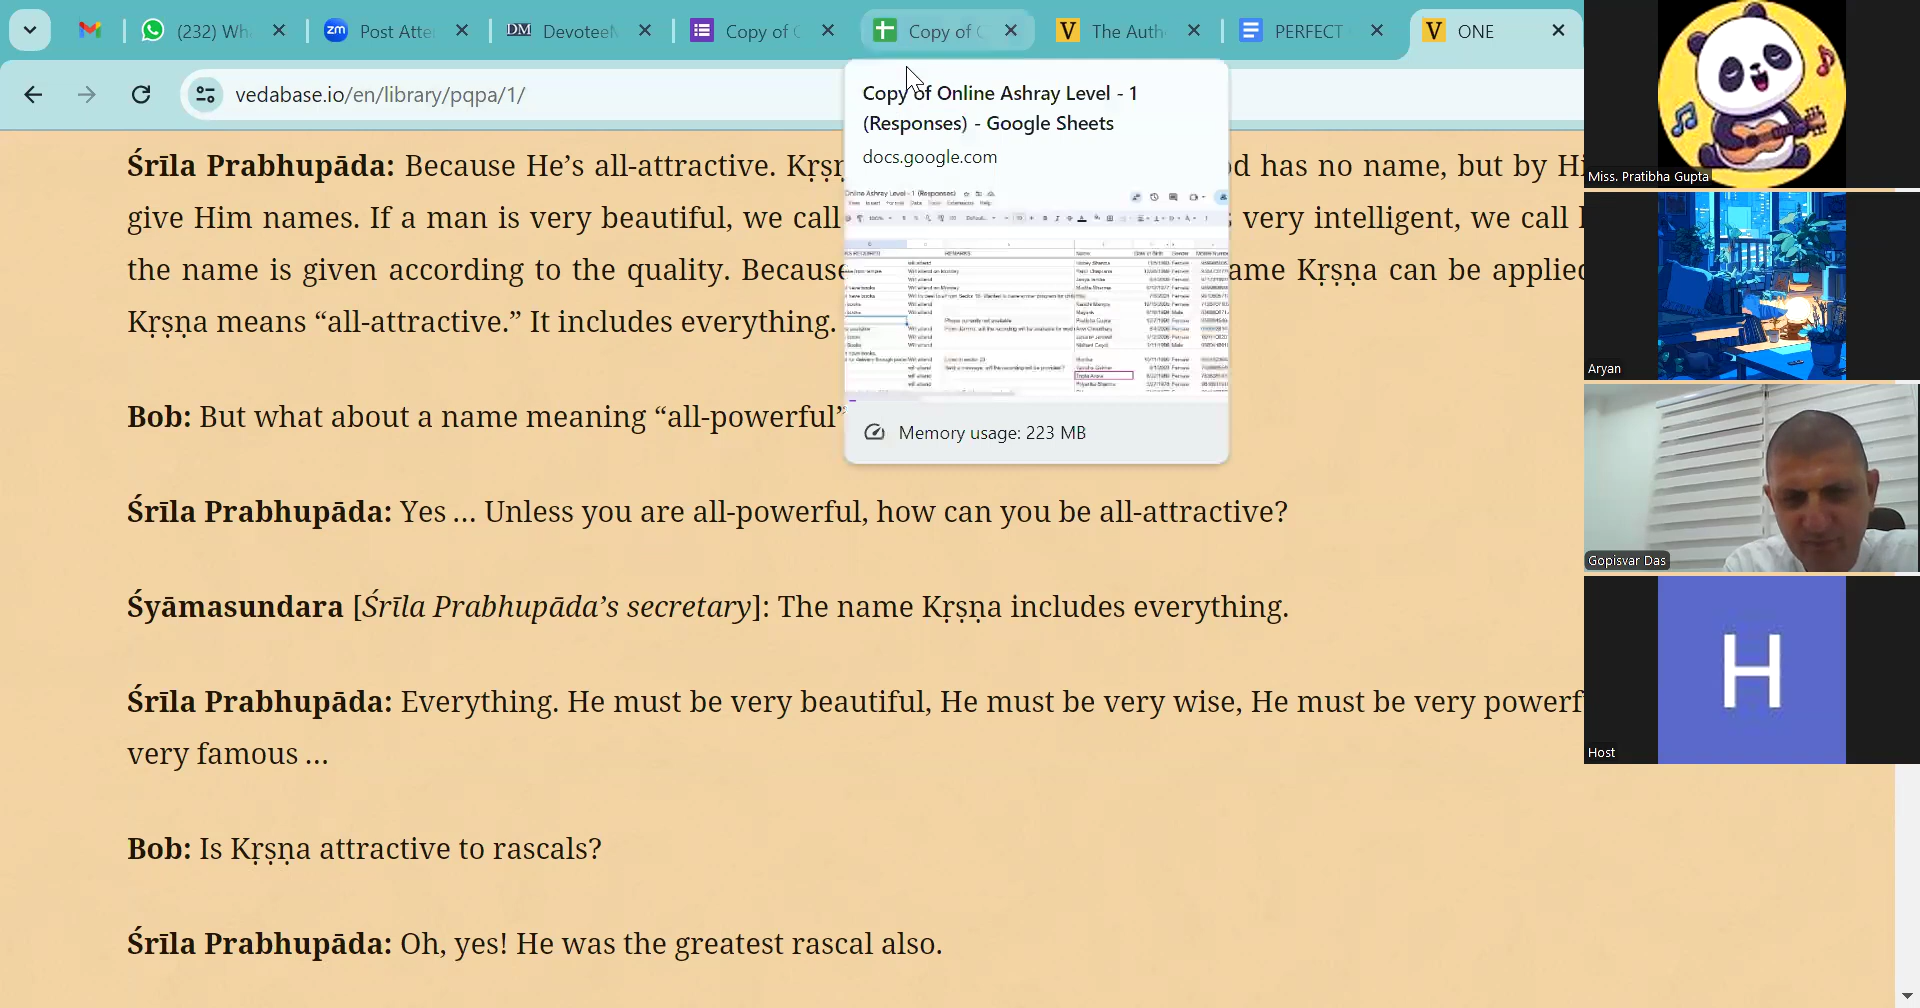 (232) Wh
zm Post Atte
DM Devotee
Copy of
Copy of
The Auth
PERFECT
ONE
vedabase.io/en/library/pqpa/1/
Copy of Online Ashray Level - 1
(Responses) - Google Sheets
docs.google.com
Memory usage: 223 MB
Śrīla Prabhupāda: Because He’s all-attractive. has no name, but by
give Him names. If a man is very beautiful, we call very intelligent, we call
the name is given according to the quality. Because Kṛṣṇa can be applied
Kṛṣṇa means “all-attractive.” It includes everything.
Bob: But what about a name meaning “all-powerful”
Śrīla Prabhupāda: Yes … Unless you are all-powerful, how can you be all-attractive?
Śyāmasundara [Śrīla Prabhupāda’s secretary]: The name Kṛṣṇa includes everything.
Śrīla Prabhupāda: Everything. He must be very beautiful, He must be very wise, He must be very powerf
very famous …
Bob: Is Kṛṣṇa attractive to rascals?
Śrīla Prabhupāda: Oh, yes! He was the greatest rascal also.
Miss. Pratibha Gupta
Aryan
Gopisvar Das
H
Host